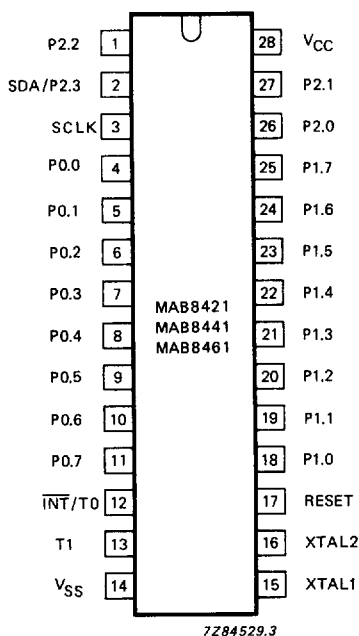 P2.2 1 28 VCC
SDA/P2.3 2 27 P2.1
SCLK 3 26 P2.0
P0.0 4 25 P1.7
P0.1 5 24 P1.6
P0.2 6 23 P1.5
P0.3 7 22 P1.4
MAB8421
MAB8441
MAB8461
P0.4 8 21 P1.3
P0.5 9 20 P1.2
P0.6 10 19 P1.1
P0.7 11 18 P1.0
INT/T0 12 17 RESET
T1 13 16 XTAL2
VSS 14 15 XTAL1
7Z84529.3